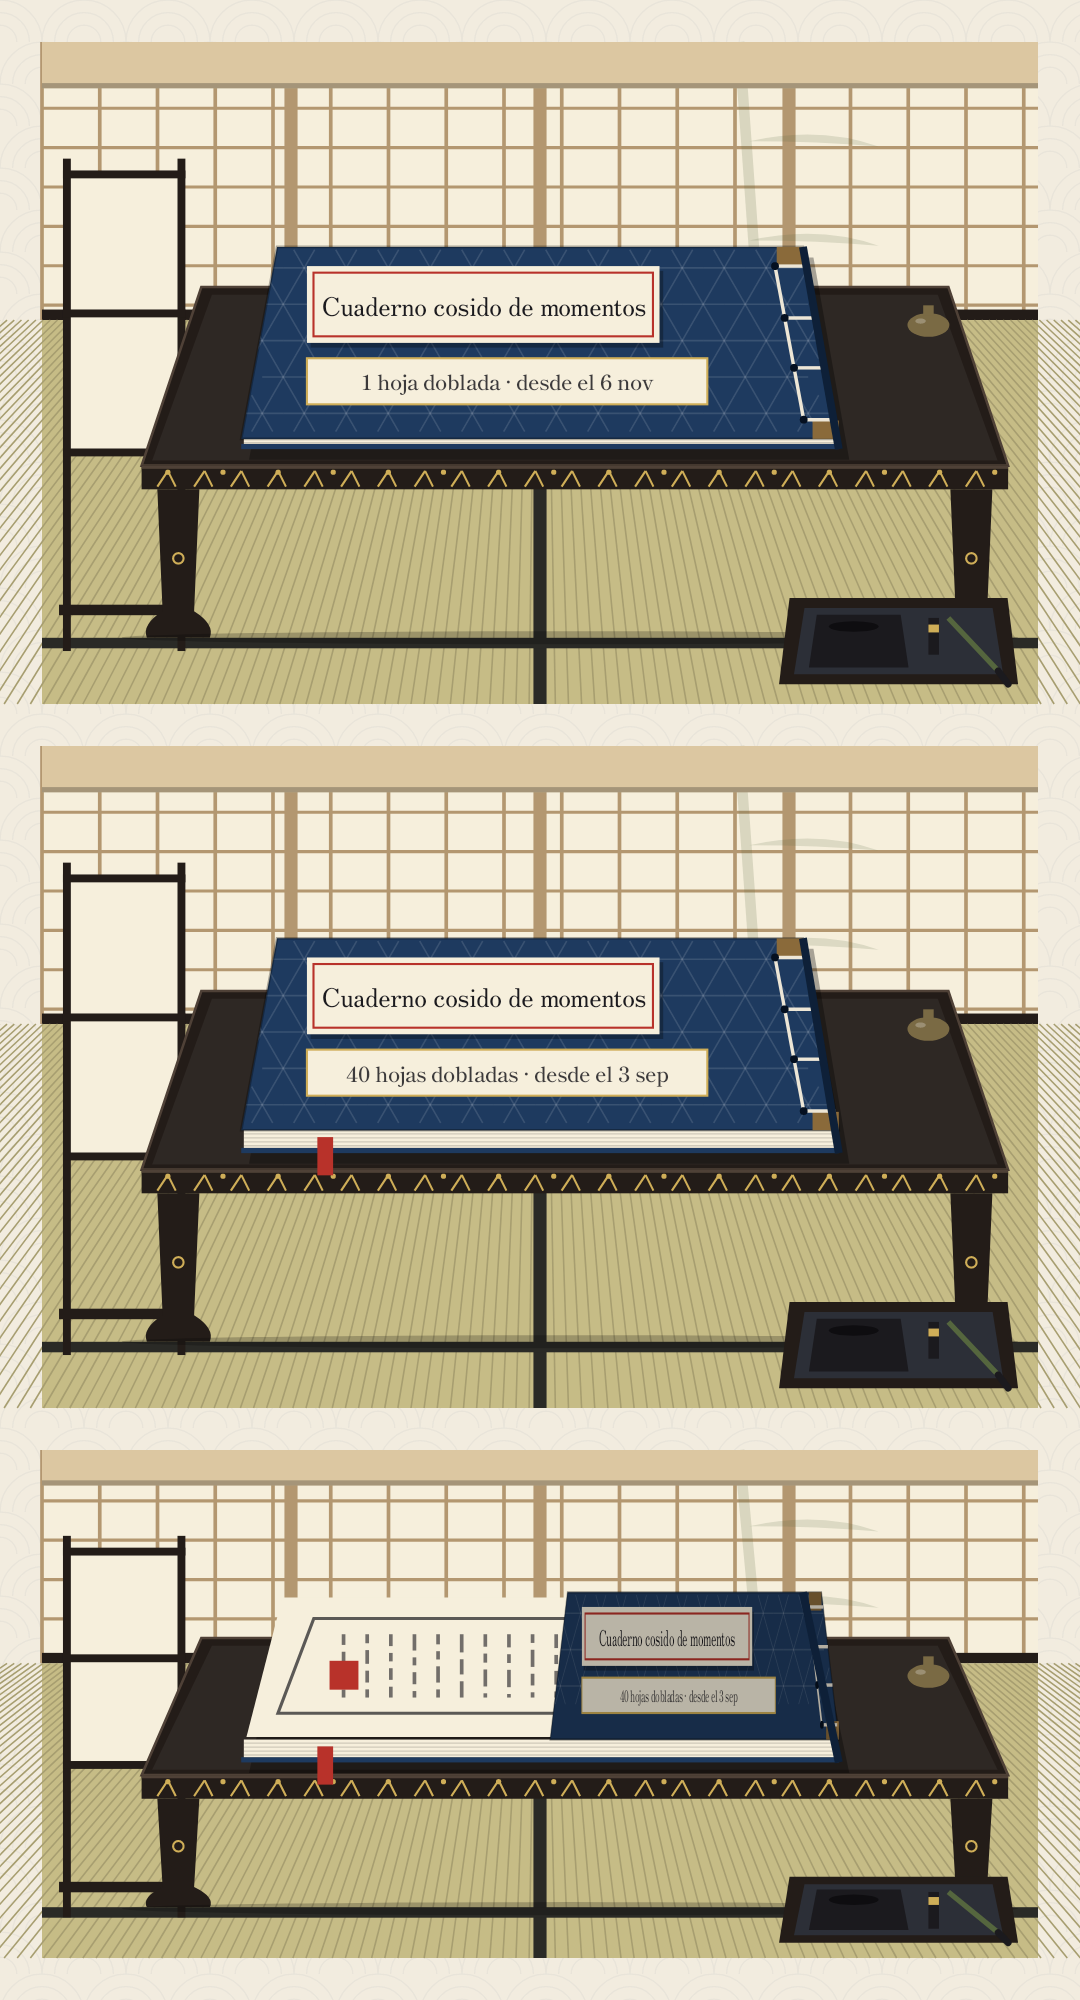 Cuaderno cosido de momentos
1 hoja doblada · desde el 6 nov
Cuaderno cosido de momentos
40 hojas dobladas · desde el 3 sep
Cuaderno cosido de momentos
40 hojas dobladas · desde el 3 sep